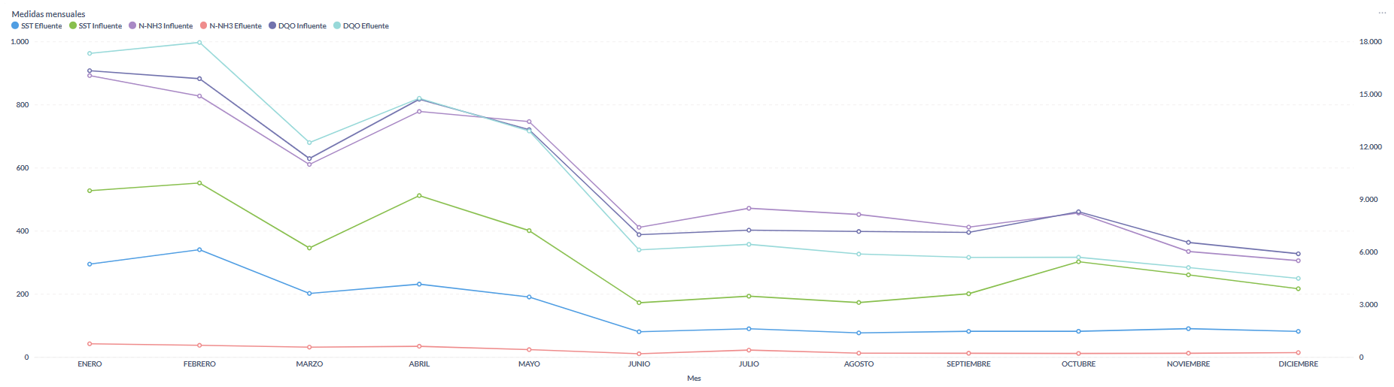 Medidas mensuales
...
SST Efluente SST Influente N-NH3 Influente N-NH3 Efluente DQO Influente DQO Efluente
1.000 18.000
800 15.000
600 12.000
400 9.000
200 6.000
0 3.000
0
ENERO FEBRERO MARZO ABRIL MAYO JUNIO JULIO AGOSTO SEPTIEMBRE OCTUBRE NOVIEMBRE DICIEMBRE
Mes